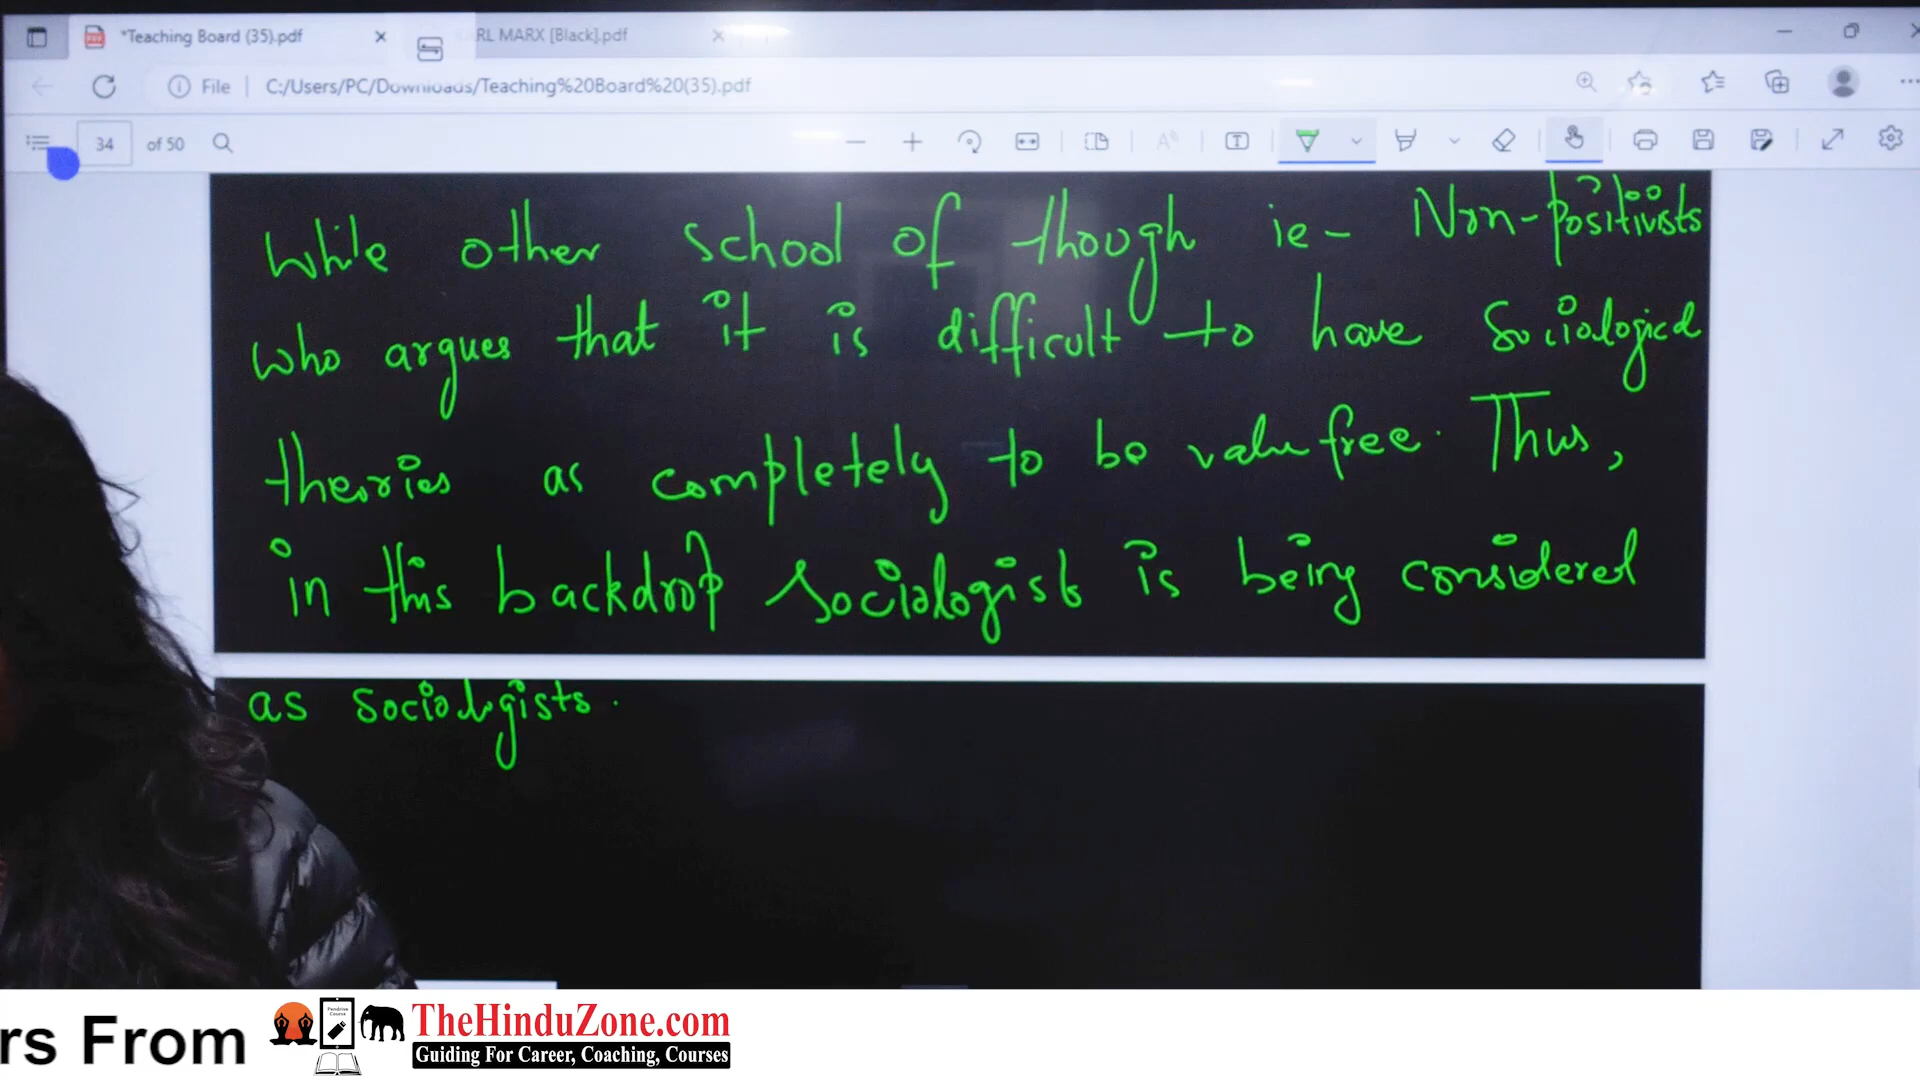 *Teaching Board (35).pdf
RL MARX [Black].pdf
File C:/Users/PC/Downloads/Teaching%20Board%20(35).pdf
34 of 50
While other school of though ie- Non-positivists
who argues that it is difficult to have sociological
theories as completely to be value free. Thus,
in this backdrop sociologists is being considered
as sociologists.
rs From TheHinduZone.com
Guiding For Career, Coaching, Courses